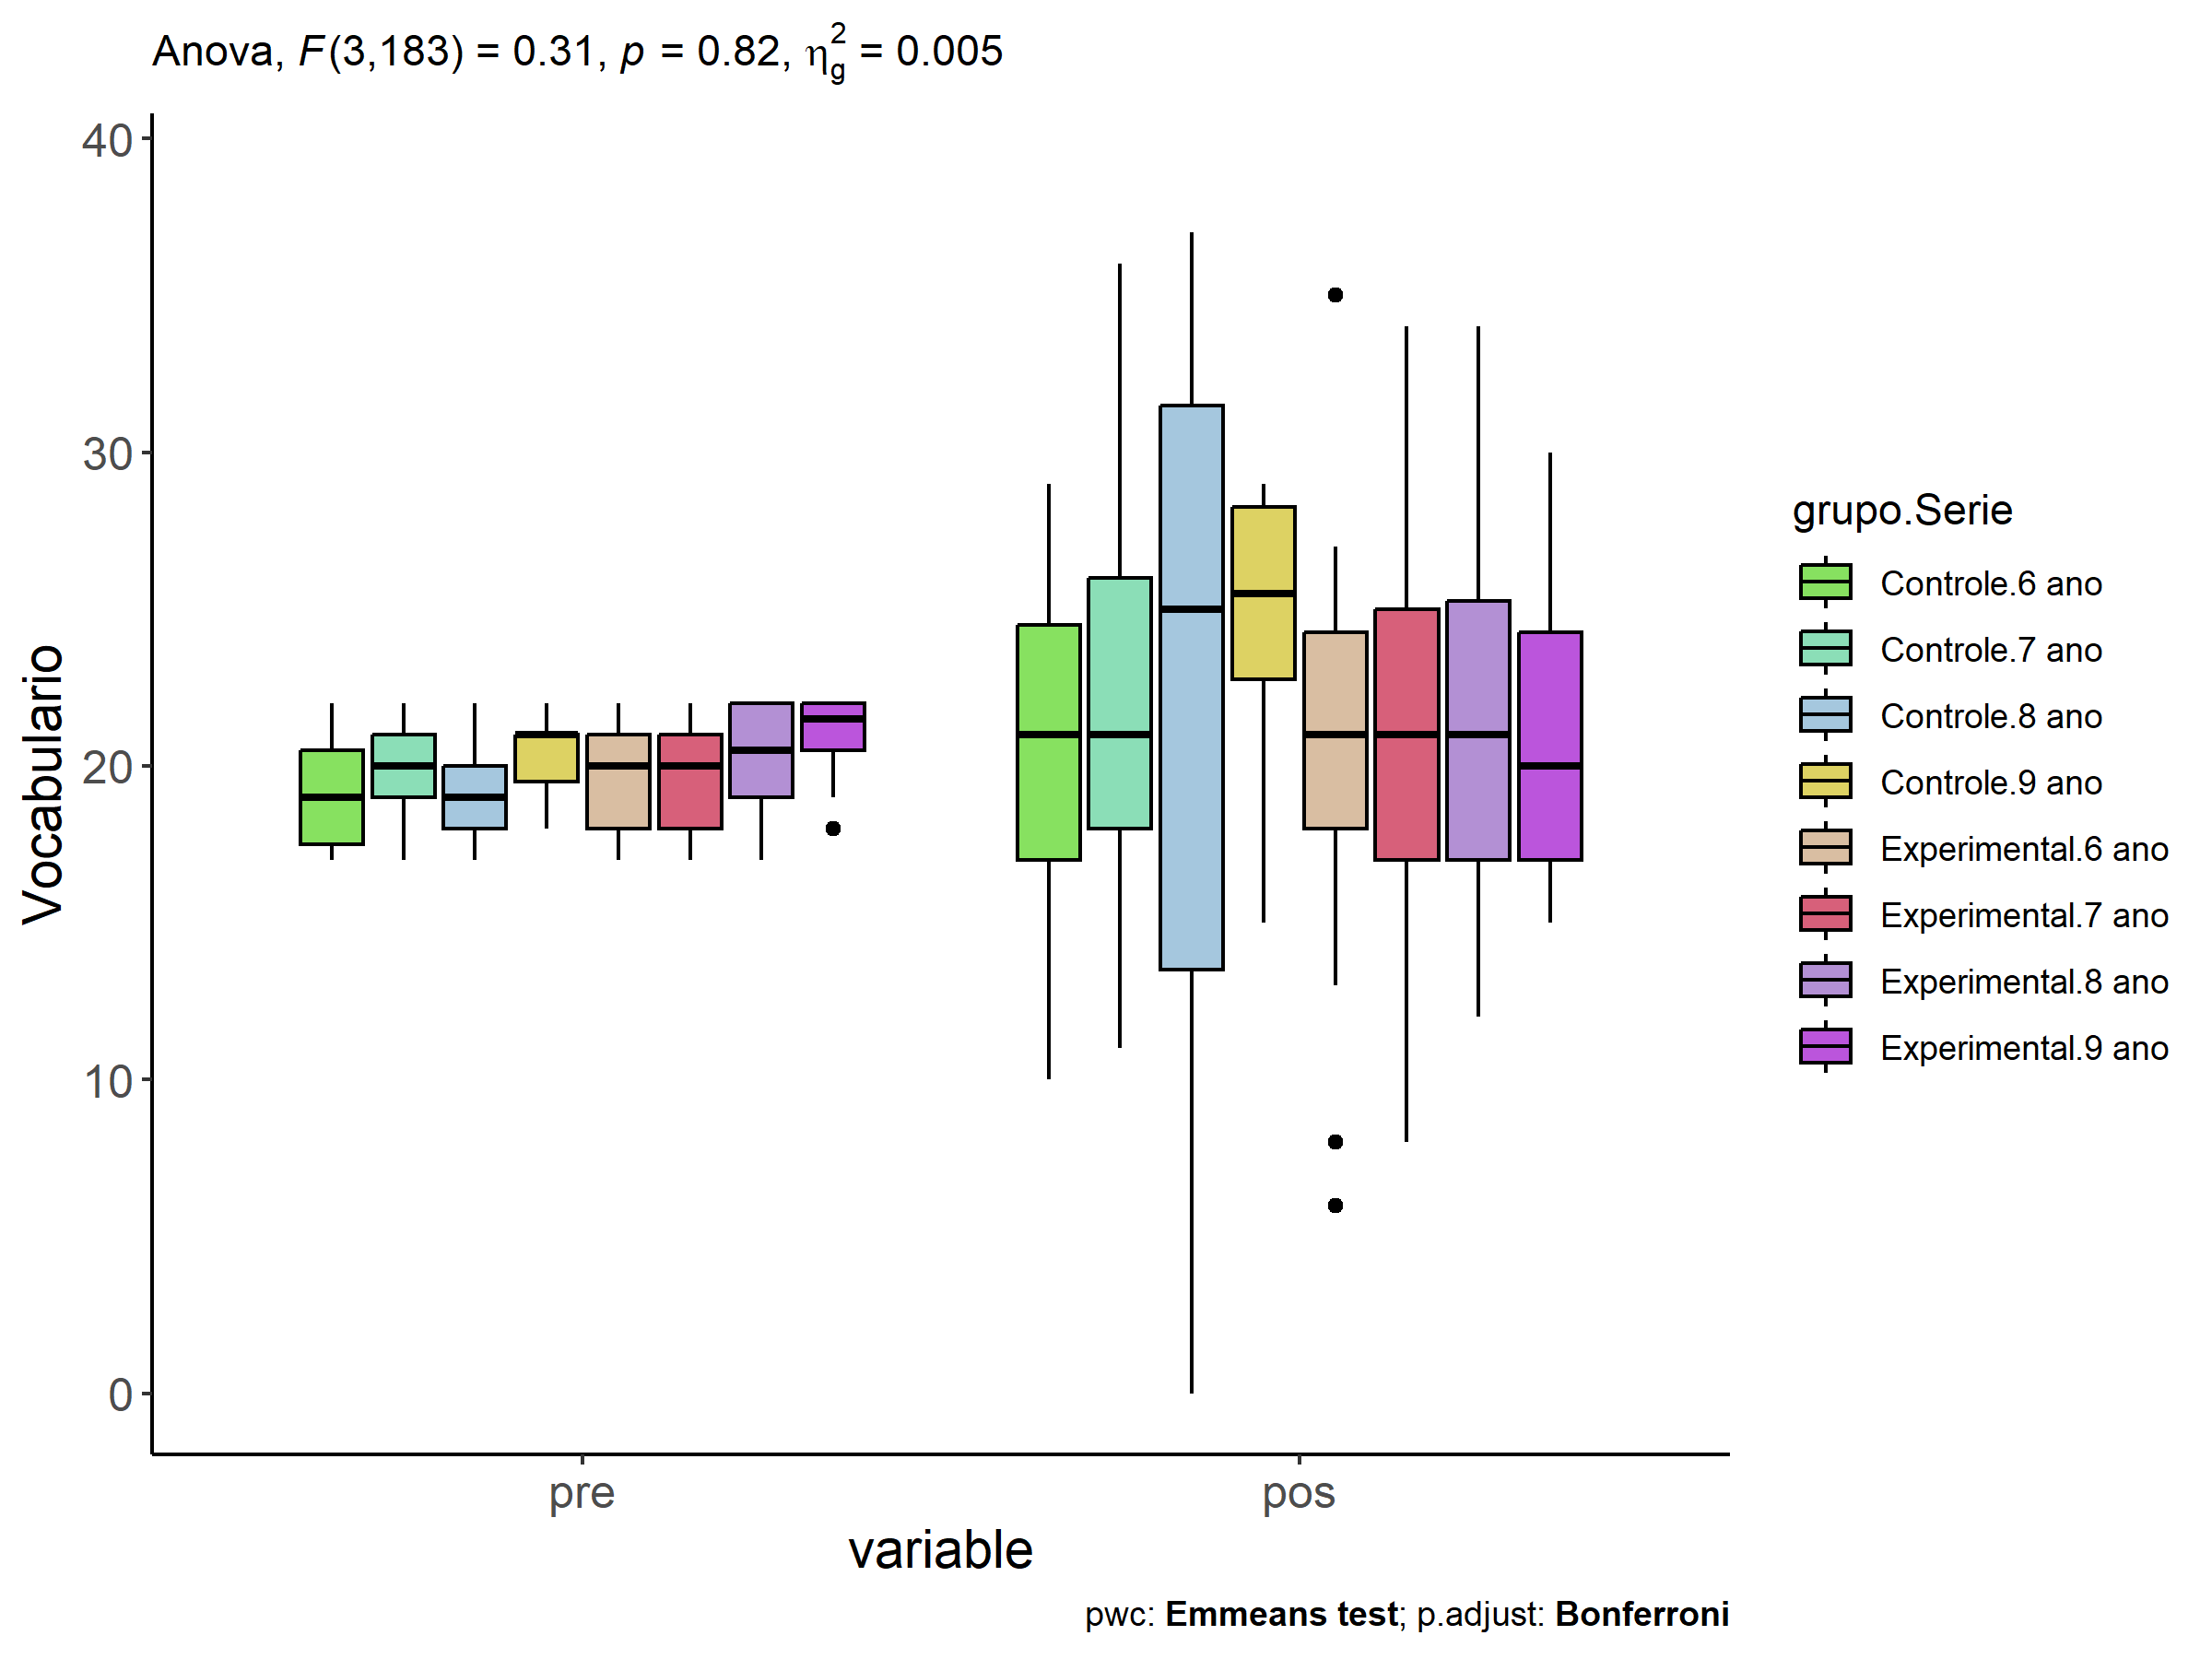 Anova, F(3,183) = 0.31, p = 0.82, η²g = 0.005
40
30
20
10
0
Vocabulario
pre
pos
variable
grupo.Serie
Controle.6 ano
Controle.7 ano
Controle.8 ano
Controle.9 ano
Experimental.6 ano
Experimental.7 ano
Experimental.8 ano
Experimental.9 ano
pwc: Emmeans test; p.adjust: Bonferroni